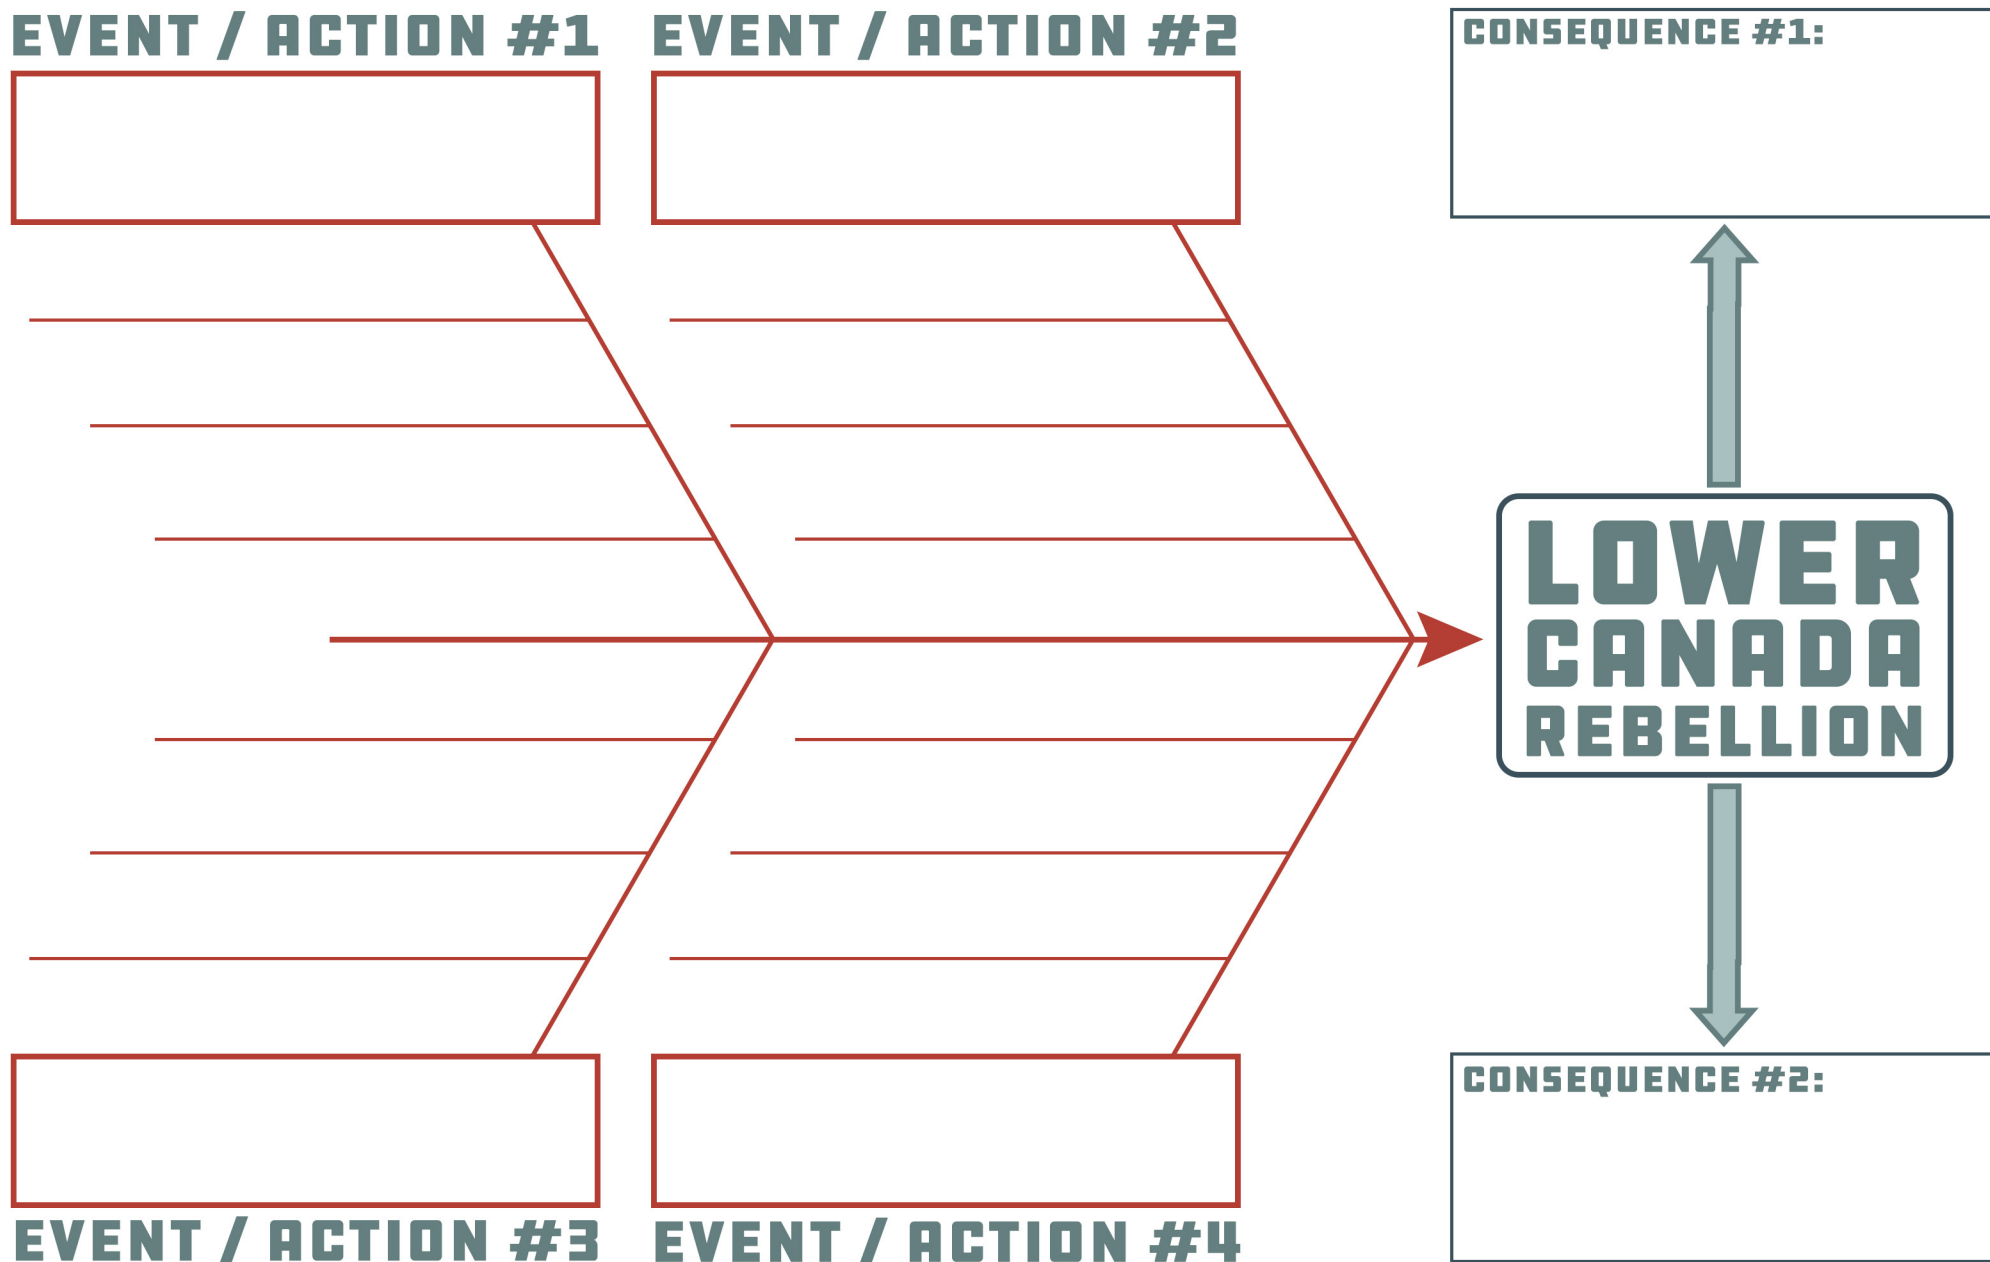 EVENT / ACTION #1
EVENT / ACTION #2
CONSEQUENCE #1:
LOWER
CANADA
REBELLION
CONSEQUENCE #2:
EVENT / ACTION #3
EVENT / ACTION #4